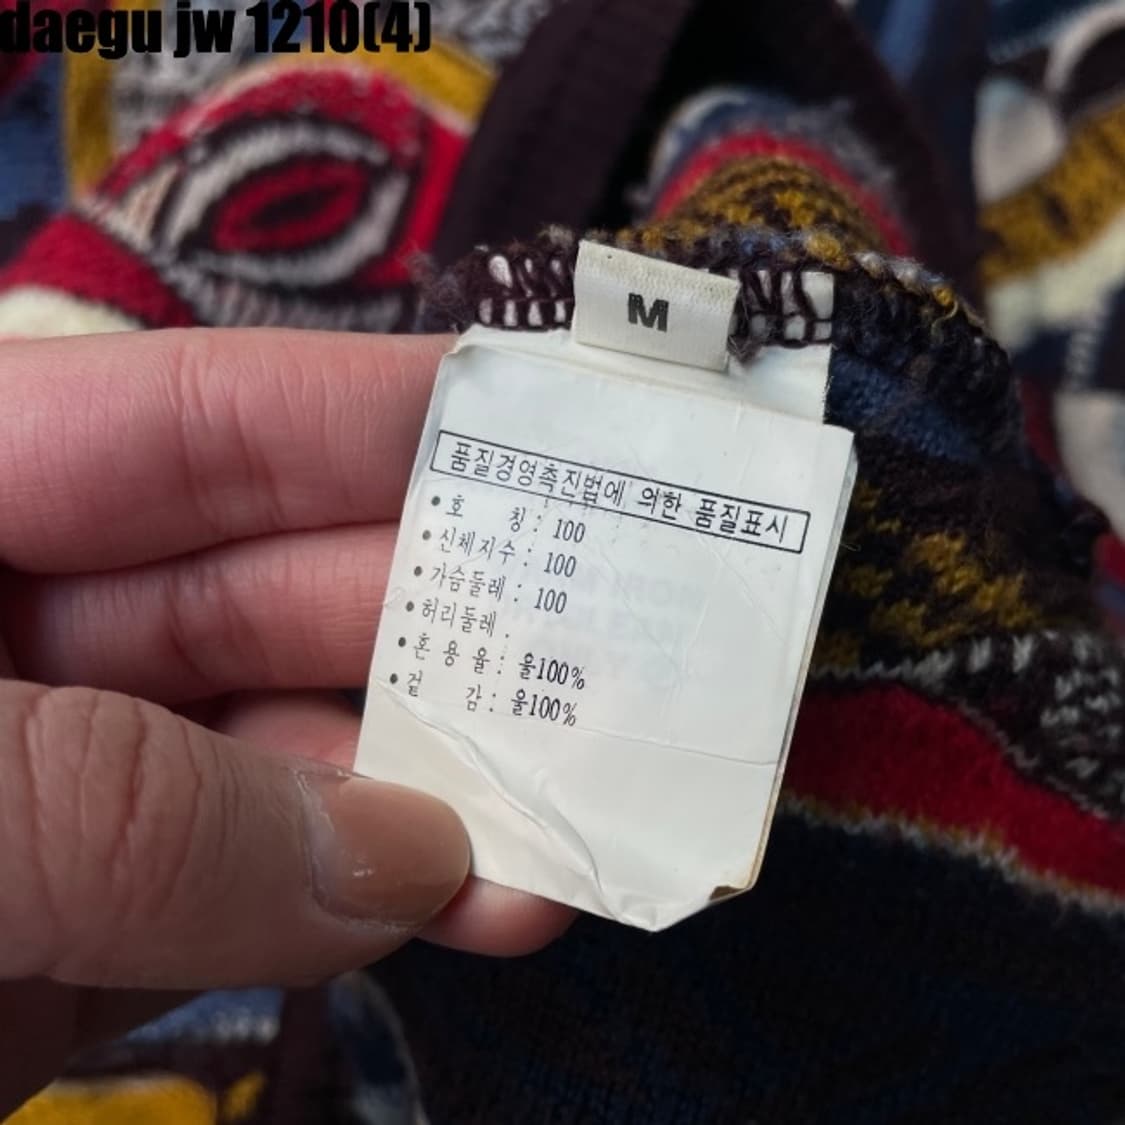 daegu jw 1210(4)
M
품질경영촉진법에 의한 품질표시
• 호 칭 : 100
• 신체지수 : 100
• 가슴둘레 : 100
• 허리둘레 .
• 혼 용 율 : 울100%
• 겉 감 : 울100%